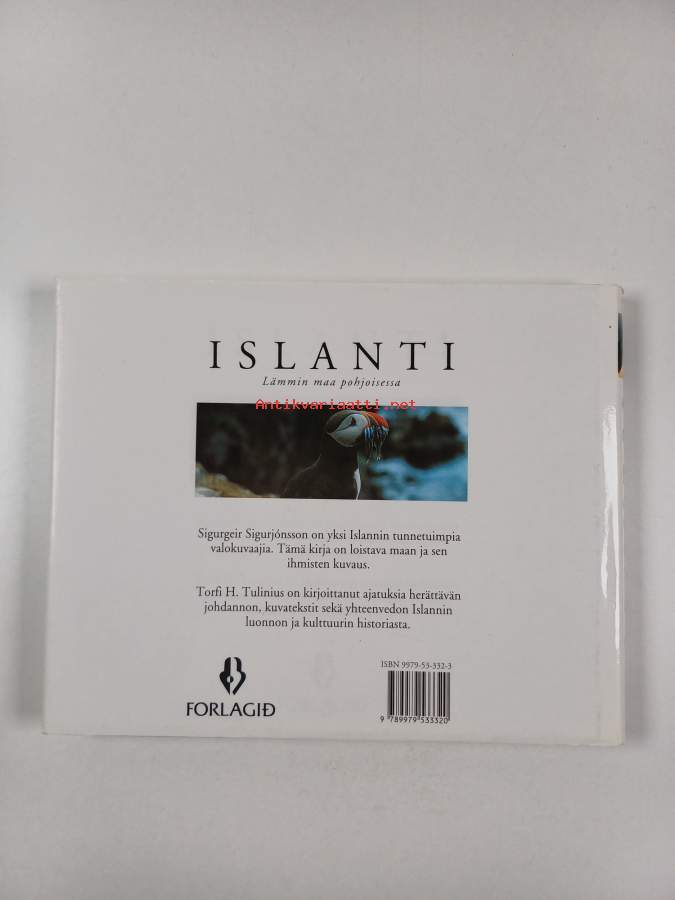 ISLANTI
Lämmin maa pohjoisessa
Antikvariaatti.net
Sigurgeir Sigurjónsson on yksi Islannin tunnetuimpia
valokuvaajia. Tämä kirja on loistava maan ja sen
ihmisten kuvaus.
Torfi H. Tulinius on kirjoittanut ajatuksia herättävän
johdannon, kuvatekstit sekä yhteenvedon Islannin
luonnon ja kulttuurin historiasta.
ISBN 9979-53-332-3
FORLAGIÐ
9 789979 533320